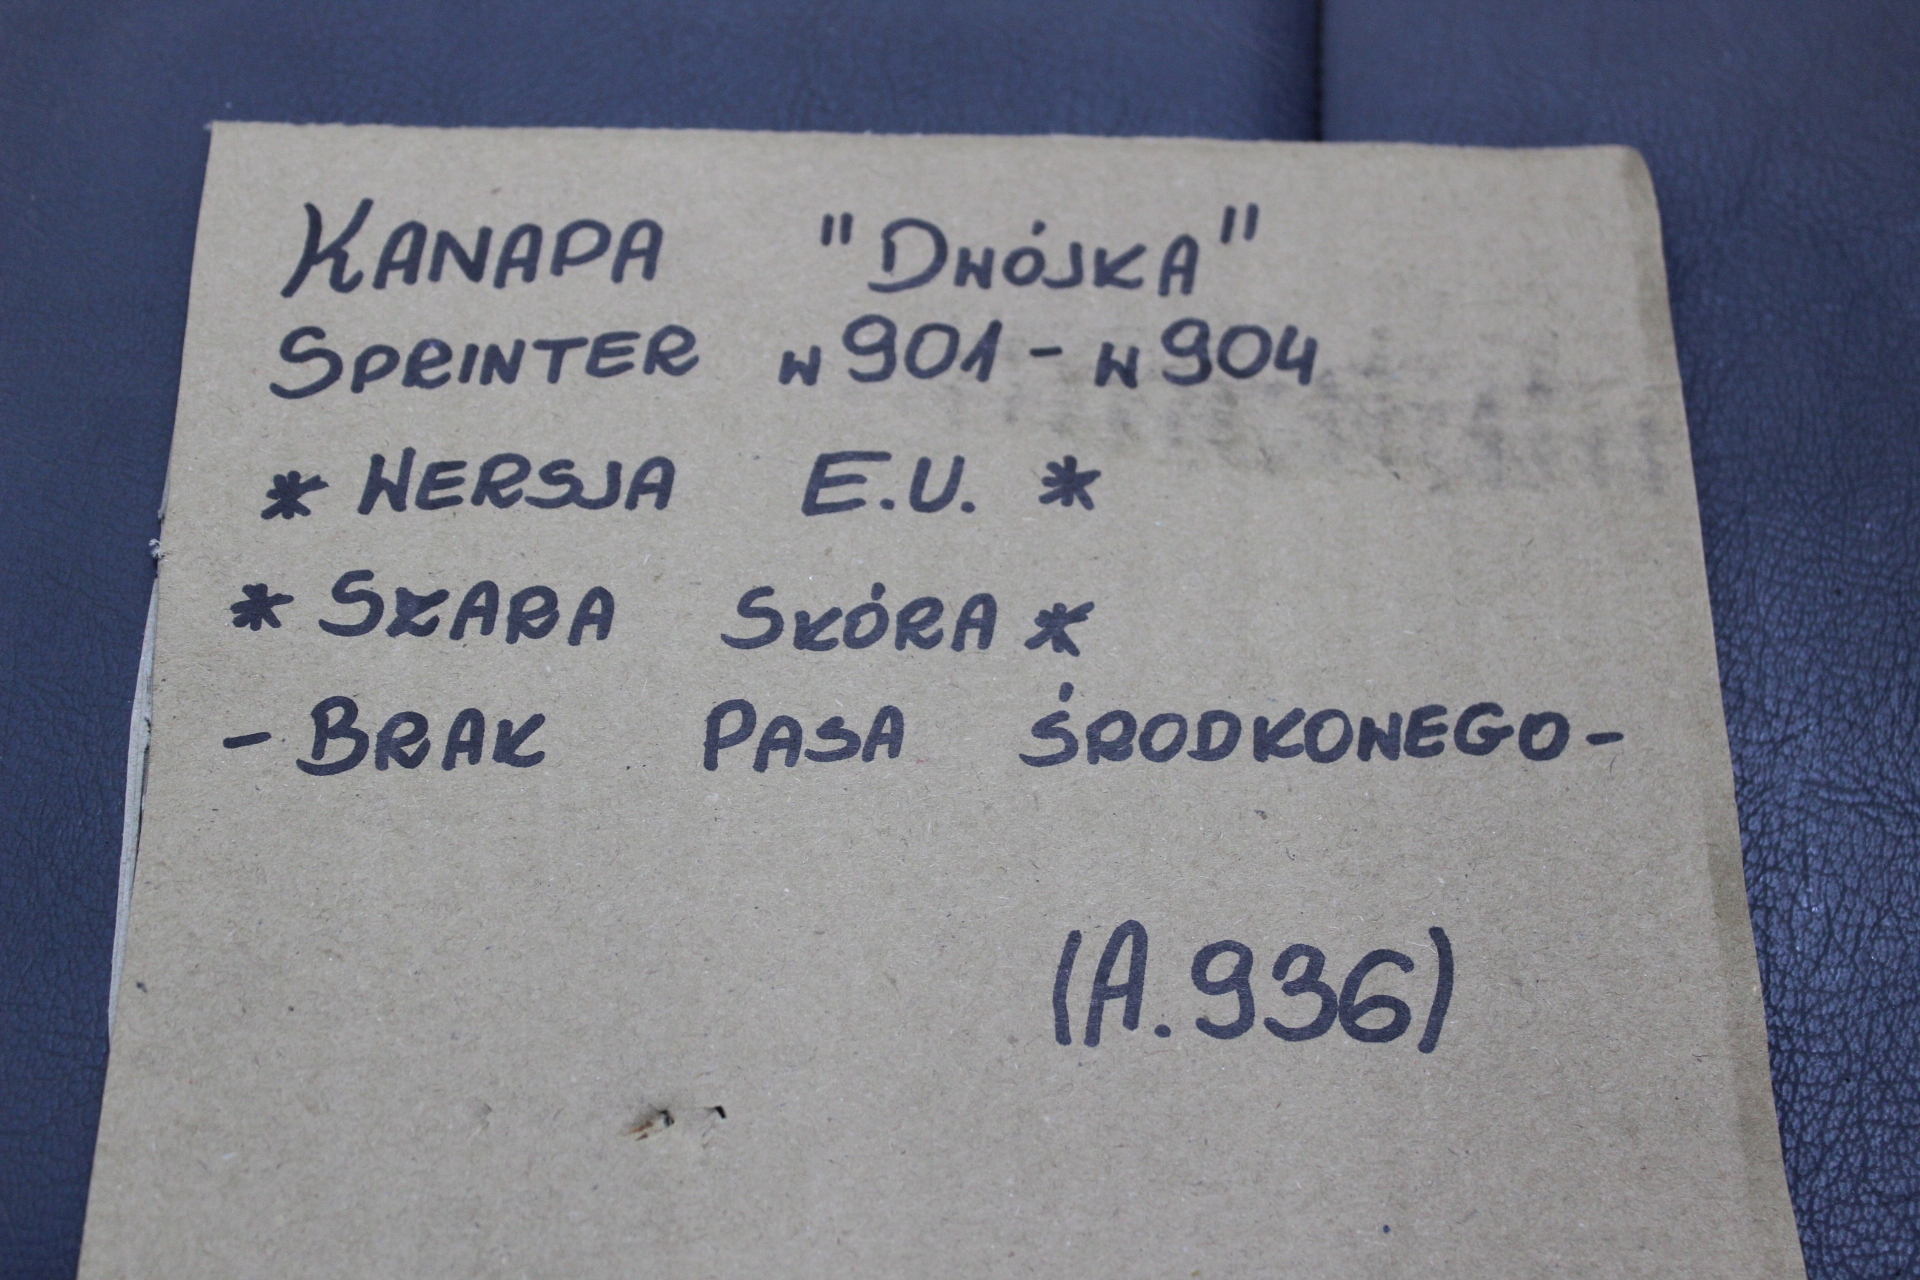 KANAPA "DWÓJKA"
SPRINTER W901 - W904
* WERSJA E.U. *
* SZARA SKÓRA *
- BRAK PASA ŚRODKOWEGO -
(A.936)